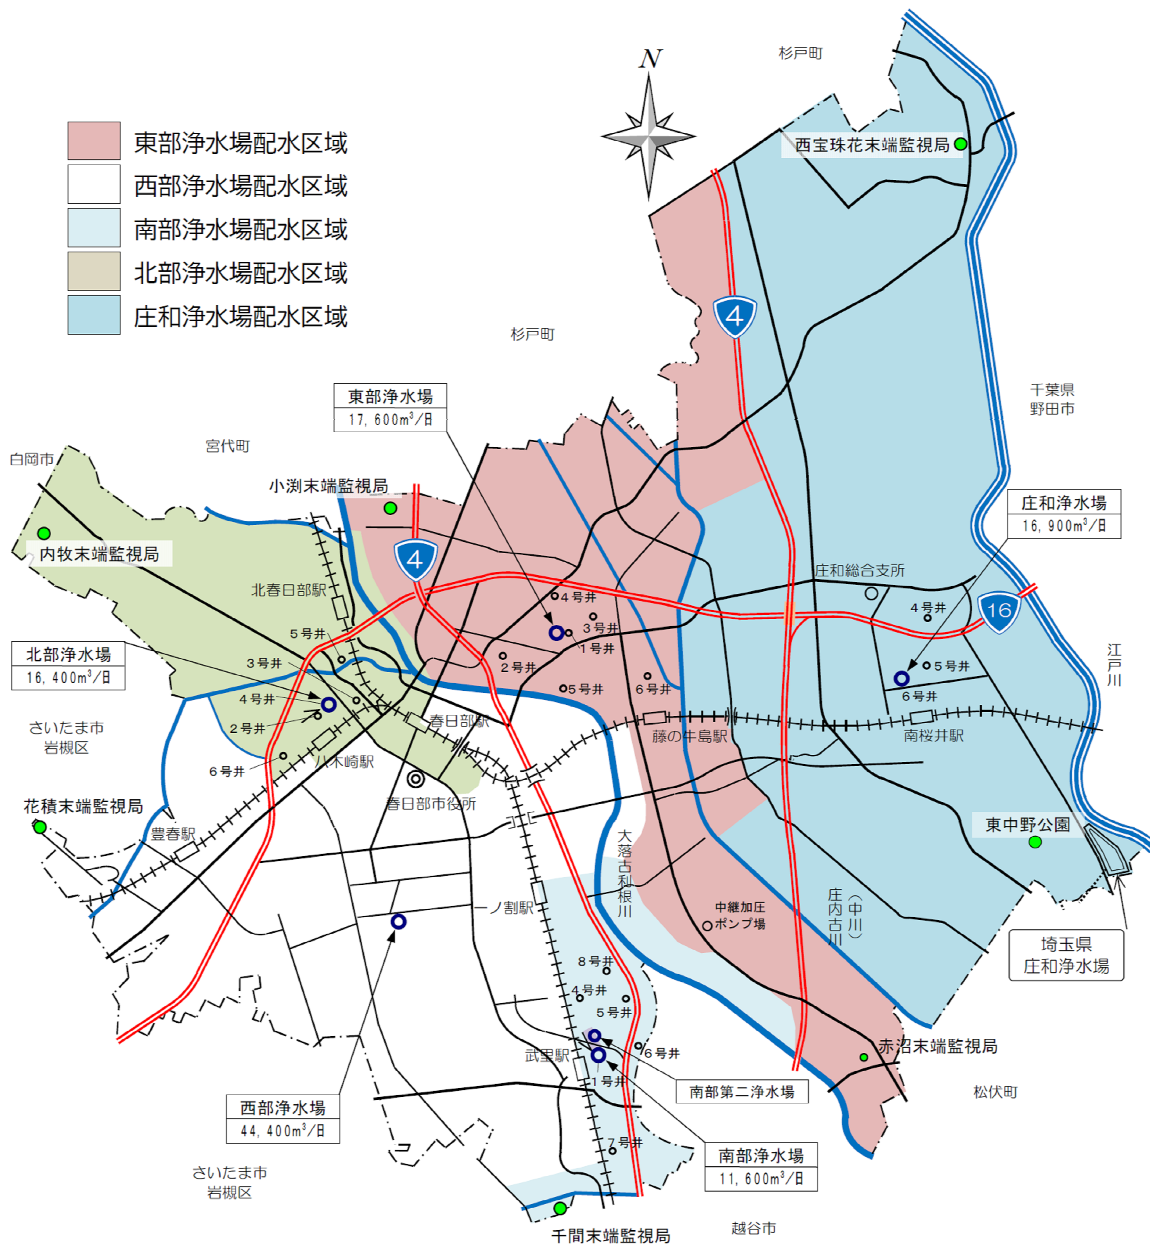 N
杉戸町
東部浄水場配水区域
西部浄水場配水区域
南部浄水場配水区域
北部浄水場配水区域
庄和浄水場配水区域
西宝珠花末端監視局
4
杉戸町
千葉県
野田市
東部浄水場
17,600m³/日
宮代町
白岡市
小渕末端監視局
庄和浄水場
16,900m³/日
内牧末端監視局
4
北春日部駅
庄和総合支所
4号井
16
4号井
3号井
1号井
2号井
5号井
6号井
5号井
北部浄水場
16,400m³/日
3号井
4号井
2号井
6号井
5号井
6号井
江戸川
さいたま市
岩槻区
春日部駅
藤の牛島駅
南桜井駅
八木崎駅
春日部市役所
花積末端監視局
豊春駅
東中野公園
大落古利根川
一ノ割駅
中継加圧
ポンプ場
庄内古川
(中川)
埼玉県
庄和浄水場
8号井
4号井
5号井
武里駅
6号井
1号井
赤沼末端監視局
南部第二浄水場
松伏町
西部浄水場
44,400m³/日
7号井
南部浄水場
11,600m³/日
さいたま市
岩槻区
千間末端監視局
越谷市